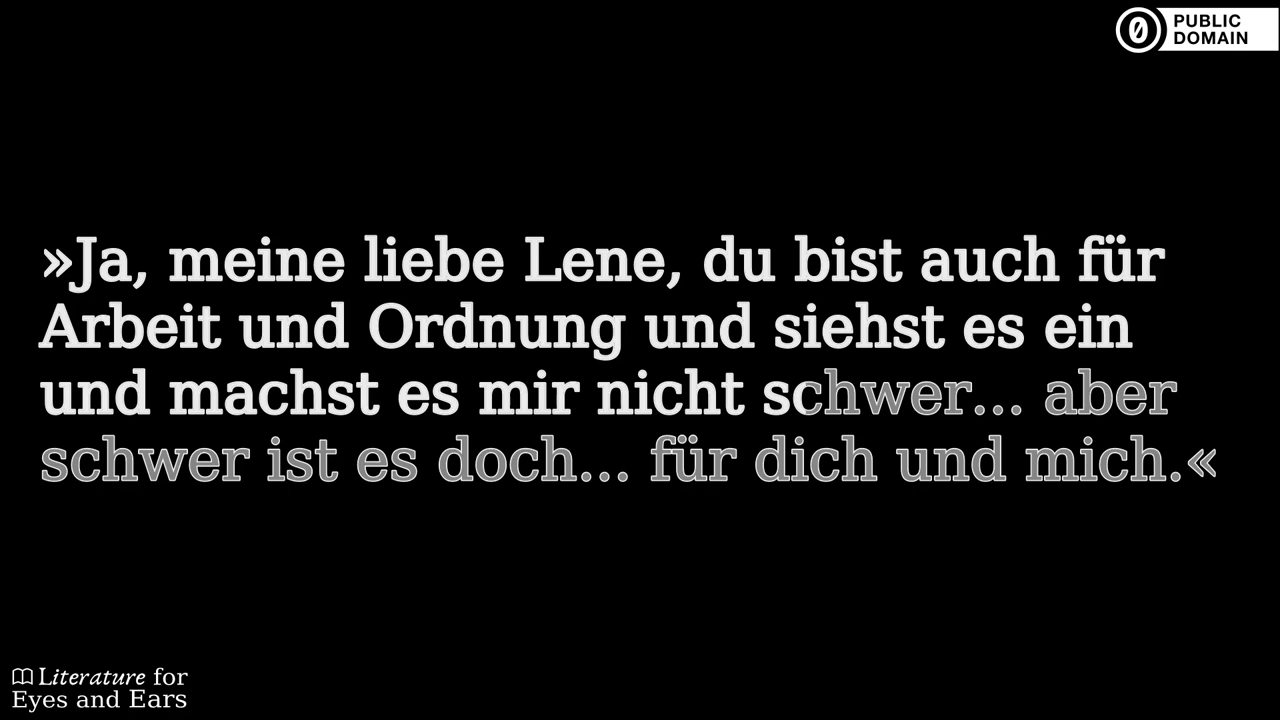 PUBLIC
DOMAIN
»Ja, meine liebe Lene, du bist auch für
Arbeit und Ordnung und siehst es ein
und machst es mir nicht schwer... aber
schwer ist es doch... für dich und mich.«
Literature for
Eyes and Ears